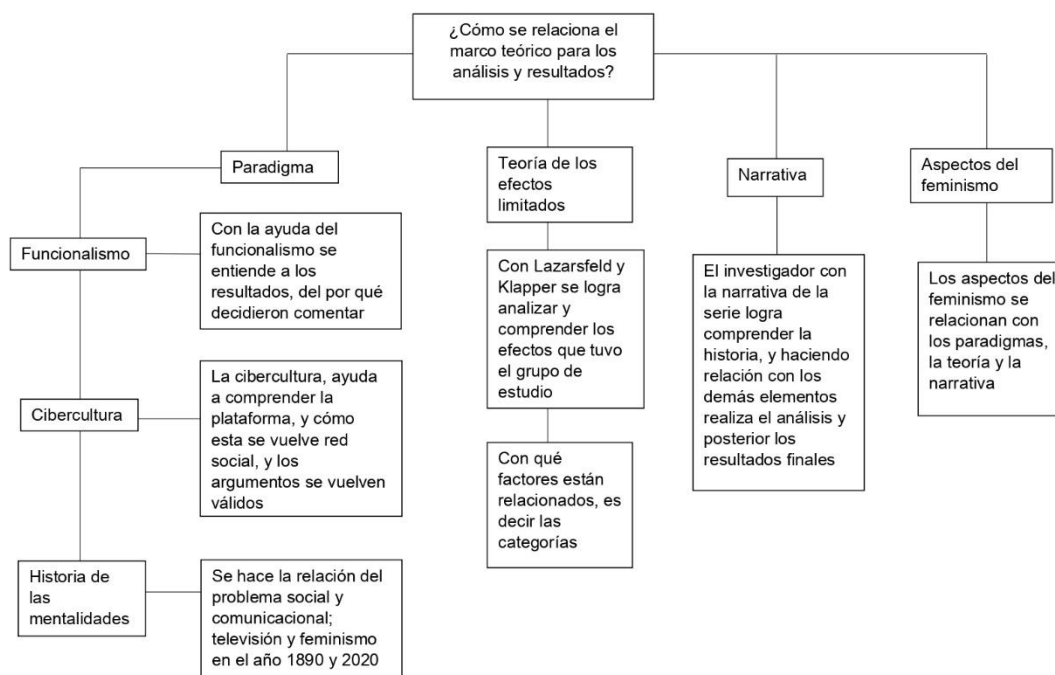 ¿Cómo se relaciona el
marco teórico para los
análisis y resultados?
Paradigma
Funcionalismo
Con la ayuda del
funcionalismo se
entiende a los
resultados, del por qué
decidieron comentar
Cibercultura
La cibercultura, ayuda
a comprender la
plataforma, y cómo
esta se vuelve red
social, y los
argumentos se vuelven
válidos
Historia de
las
mentalidades
Se hace la relación del
problema social y
comunicacional;
televisión y feminismo
en el año 1890 y 2020
Teoría de los
efectos
limitados
Con Lazarsfeld y
Klapper se logra
analizar y
comprender los
efectos que tuvo
el grupo de
estudio
Con qué
factores están
relacionados, es
decir las
categorías
Narrativa
El investigador con
la narrativa de la
serie logra
comprender la
historia, y haciendo
relación con los
demás elementos
realiza el análisis y
posterior los
resultados finales
Aspectos del
feminismo
Los aspectos del
feminismo se
relacionan con
los paradigmas,
la teoría y la
narrativa